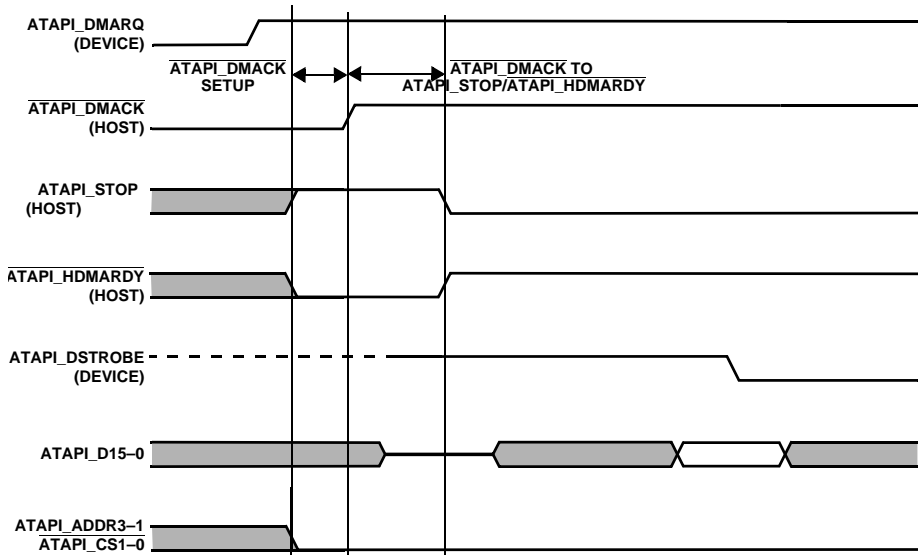 ATAPI_DMARQ
(DEVICE)
ATAPI_DMACK
SETUP
ATAPI_DMACK TO
ATAPI_STOP/ATAPI_HDMARDY
ATAPI_DMACK
(HOST)
ATAPI_STOP
(HOST)
ATAPI_HDMARDY
(HOST)
ATAPI_DSTROBE
(DEVICE)
ATAPI_D15–0
ATAPI_ADDR3–1
ATAPI_CS1–0